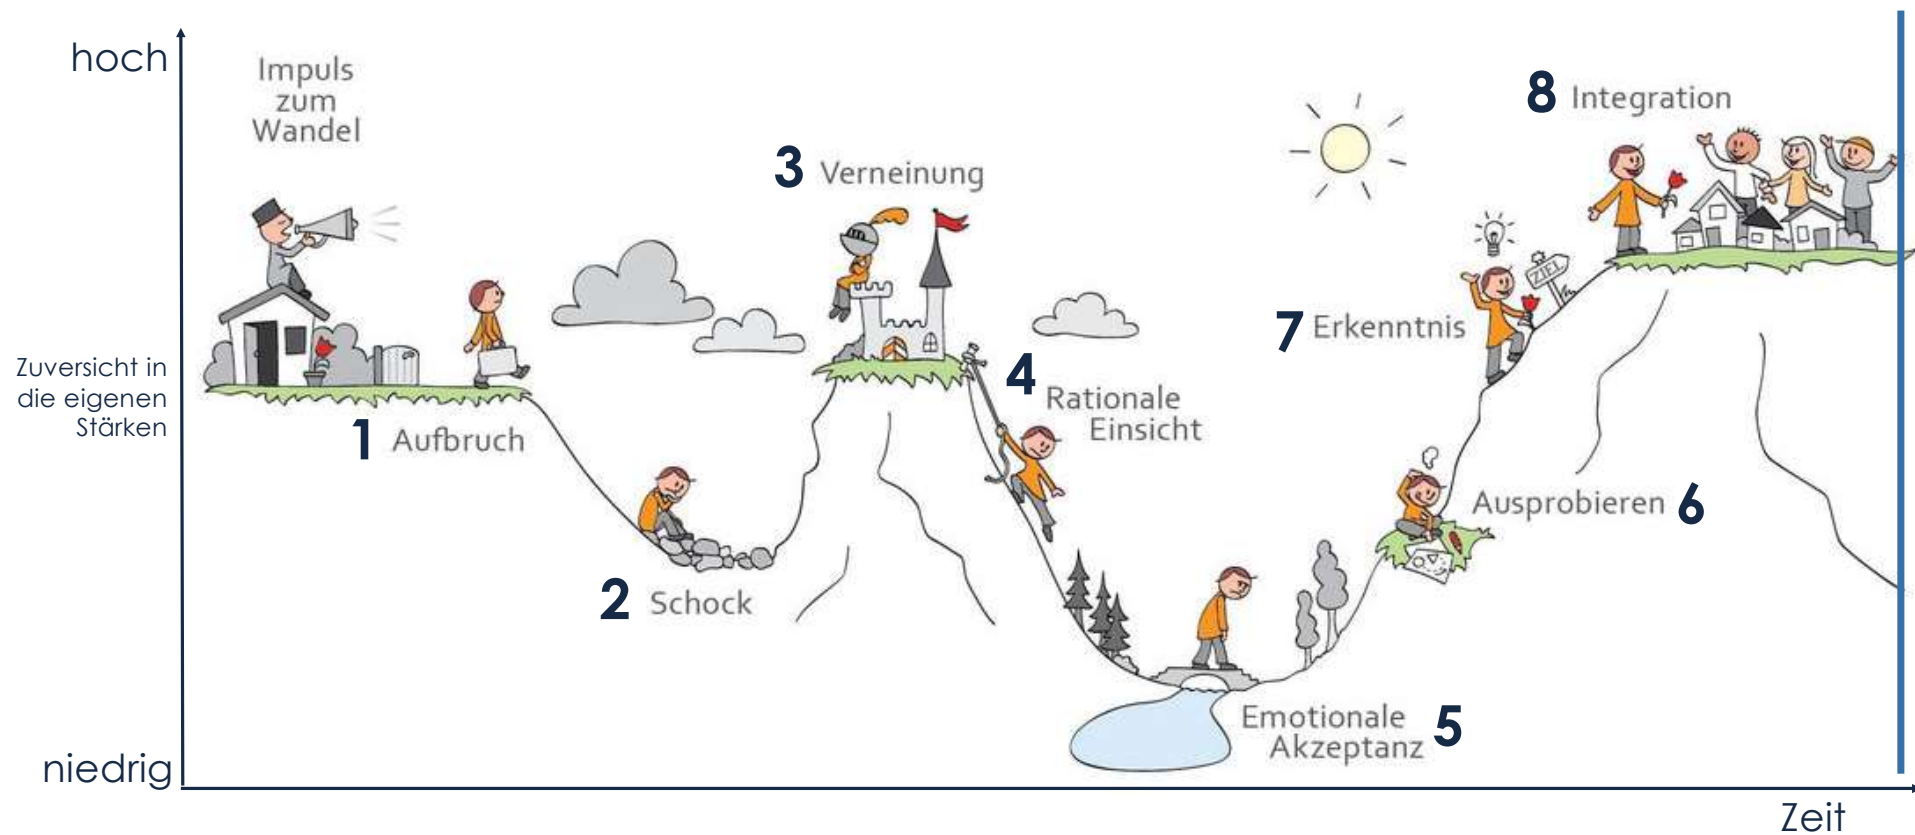 hoch
Impuls
zum
Wandel
Zuversicht in
die eigenen
Stärken
1 Aufbruch
2 Schock
3 Verneinung
4 Rationale
Einsicht
Emotionale 5
Akzeptanz
Ausprobieren 6
7 Erkenntnis
ZIEL
8 Integration
niedrig
Zeit